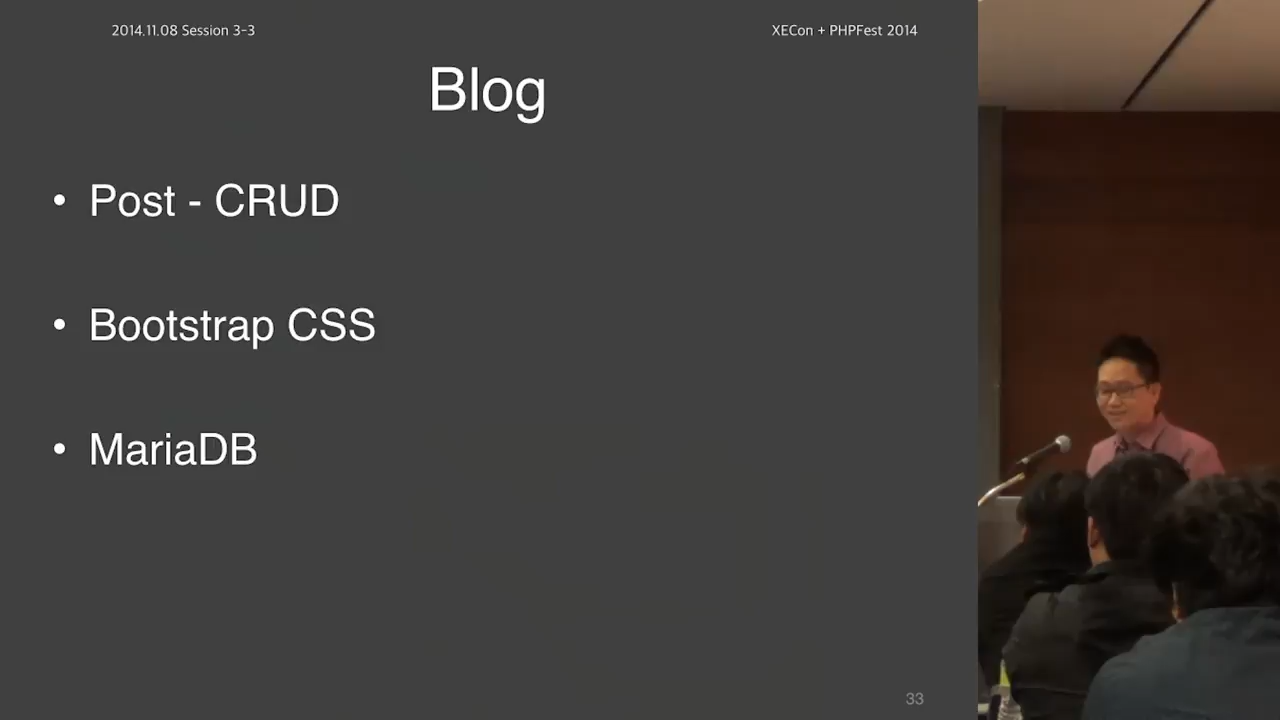 2014.11.08 Session 3-3
XECon + PHPFest 2014
Blog
• Post - CRUD
• Bootstrap CSS
• MariaDB
33